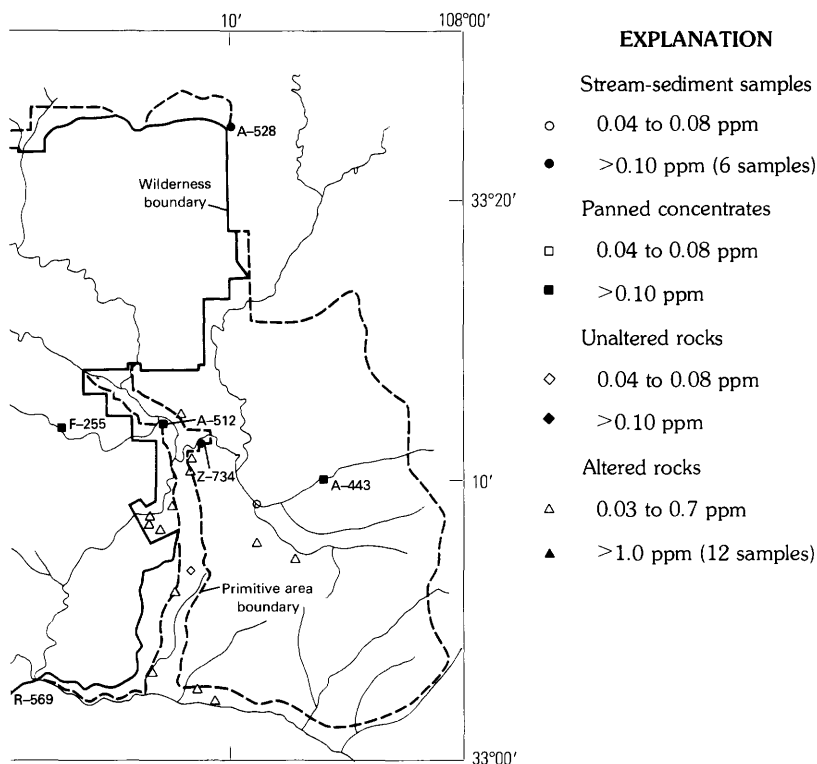 10'
108°00'
EXPLANATION
Stream-sediment samples
0.04 to 0.08 ppm
>0.10 ppm (6 samples)
Panned concentrates
0.04 to 0.08 ppm
>0.10 ppm
Unaltered rocks
0.04 to 0.08 ppm
>0.10 ppm
Altered rocks
0.03 to 0.7 ppm
>1.0 ppm (12 samples)
A-528
Wilderness
boundary
33°20'
F-255
A-512
Z-734
A-443
10'
Primitive area
boundary
R-569
10'
33°00'